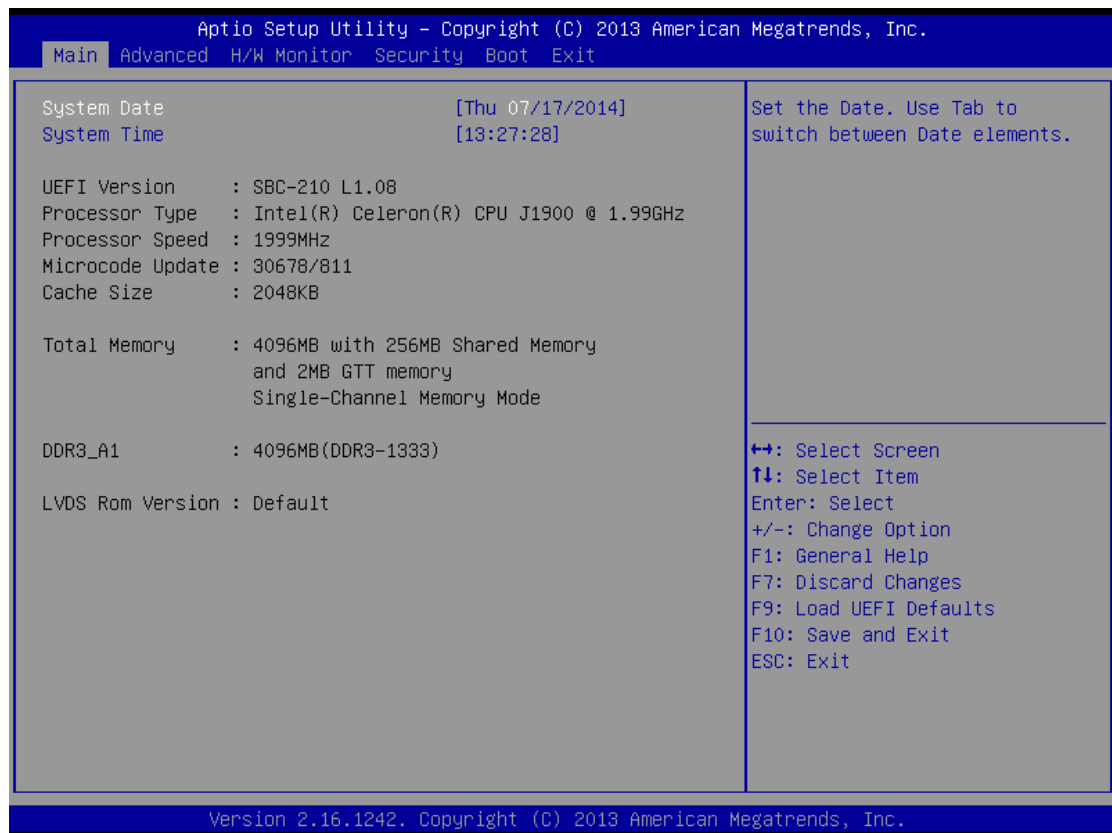 Aptio Setup Utility – Copyright (C) 2013 American Megatrends, Inc.
Main Advanced H/W Monitor Security Boot Exit
System Date [Thu 07/17/2014]
System Time [13:27:28]
UEFI Version : SBC-210 L1.08
Processor Type : Intel(R) Celeron(R) CPU J1900 @ 1.99GHz
Processor Speed : 1999MHz
Microcode Update : 30678/811
Cache Size : 2048KB
Total Memory : 4096MB with 256MB Shared Memory
and 2MB GTT memory
Single-Channel Memory Mode
DDR3_A1 : 4096MB(DDR3-1333)
LVDS Rom Version : Default
Set the Date. Use Tab to
switch between Date elements.
↔: Select Screen
↑↓: Select Item
Enter: Select
+/-: Change Option
F1: General Help
F7: Discard Changes
F9: Load UEFI Defaults
F10: Save and Exit
ESC: Exit
Version 2.16.1242. Copyright (C) 2013 American Megatrends, Inc.